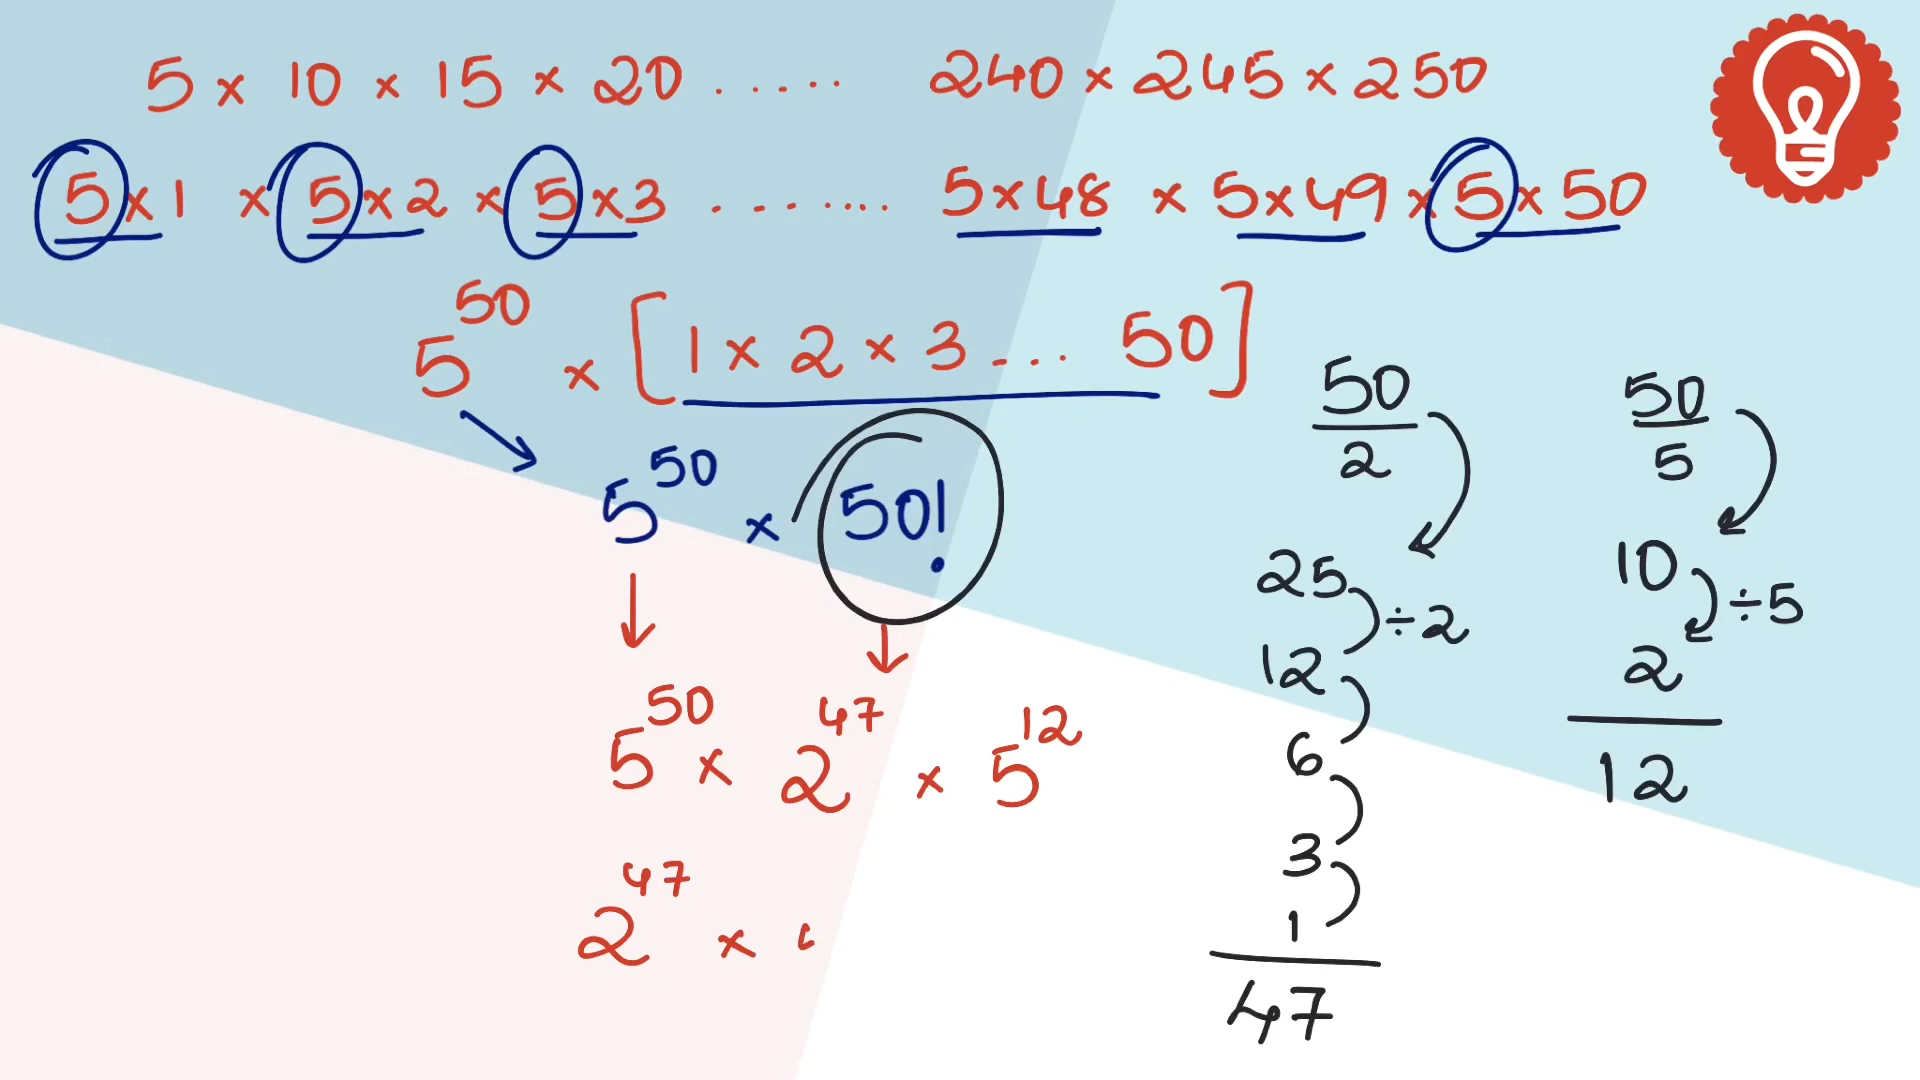 5 × 10 × 15 × 20 ..... 240 × 245 × 250
5×1 × 5×2 × 5×3 ....... 5×48 × 5×49 × 5×50
5^50 × [1 × 2 × 3 ... 50]
5^50 × 50!
5^50 × 2^47 × 5^12
2^47 ×
50/2
25
÷2
12
6
3
1
47
50/5
10
÷5
2
12